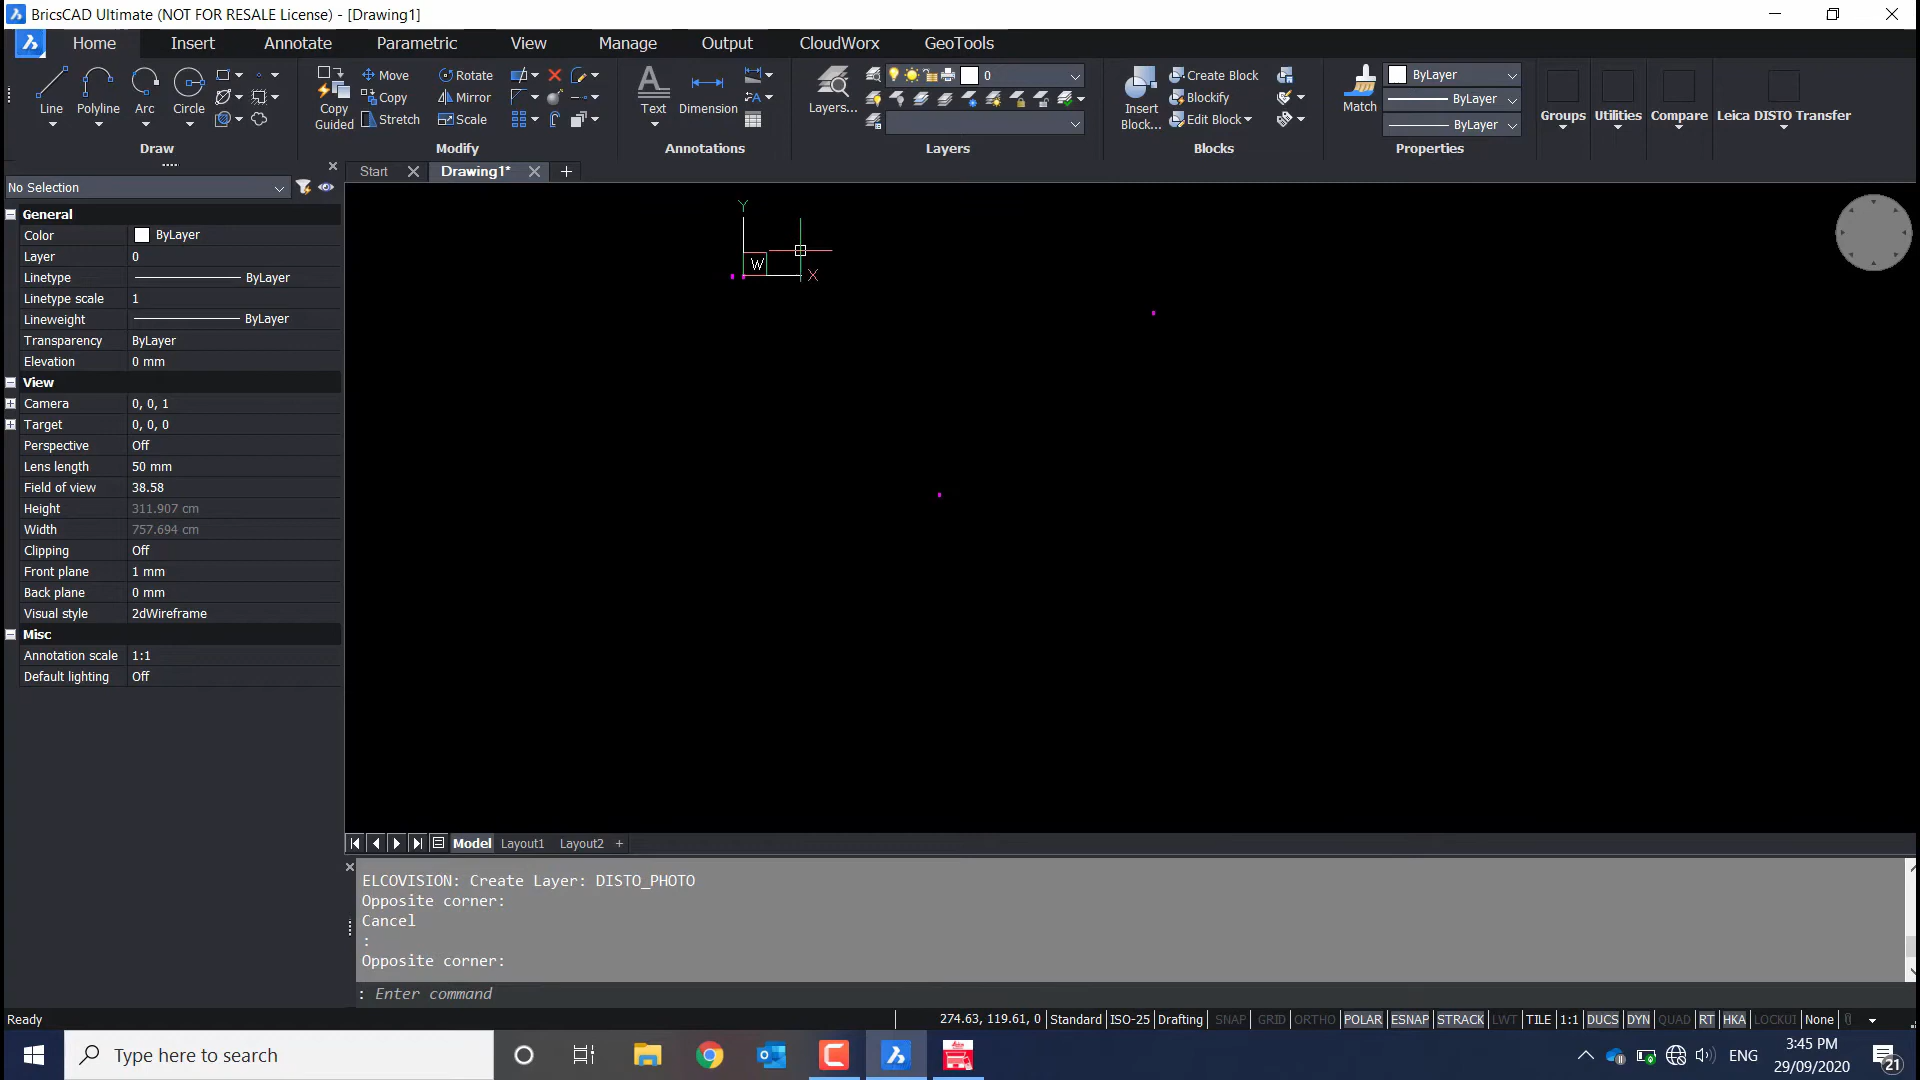 BricsCAD Ultimate (NOT FOR RESALE License) - [Drawing1]
Home Insert Annotate Parametric View Manage Output CloudWorx GeoTools
Line Polyline Arc Circle
Draw
Copy Guided
Move Rotate
Copy Mirror
Stretch Scale
Modify
Text Dimension
Annotations
Layers...
0
Layers
Insert Block...
Create Block
Blockify
Edit Block
Blocks
Match
ByLayer
ByLayer
ByLayer
Properties
Groups Utilities Compare Leica DISTO Transfer
Start Drawing1*
No Selection
General
Color ByLayer
Layer 0
Linetype ByLayer
Linetype scale 1
Lineweight ByLayer
Transparency ByLayer
Elevation 0 mm
View
Camera 0, 0, 1
Target 0, 0, 0
Perspective Off
Lens length 50 mm
Field of view 38.58
Height 311.907 cm
Width 757.694 cm
Clipping Off
Front plane 1 mm
Back plane 0 mm
Visual style 2dWireframe
Misc
Annotation scale 1:1
Default lighting Off
Y
W
X
Model Layout1 Layout2 +
ELCOVISION: Create Layer: DISTO_PHOTO
Opposite corner:
Cancel
:
Opposite corner:
: Enter command
Ready
274.63, 119.61, 0 Standard ISO-25 Drafting SNAP GRID ORTHO POLAR ESNAP STRACK LWT TILE 1:1 DUCS DYN QUAD RT HKA LOCKUI None
Type here to search
ENG
3:45 PM
29/09/2020
21